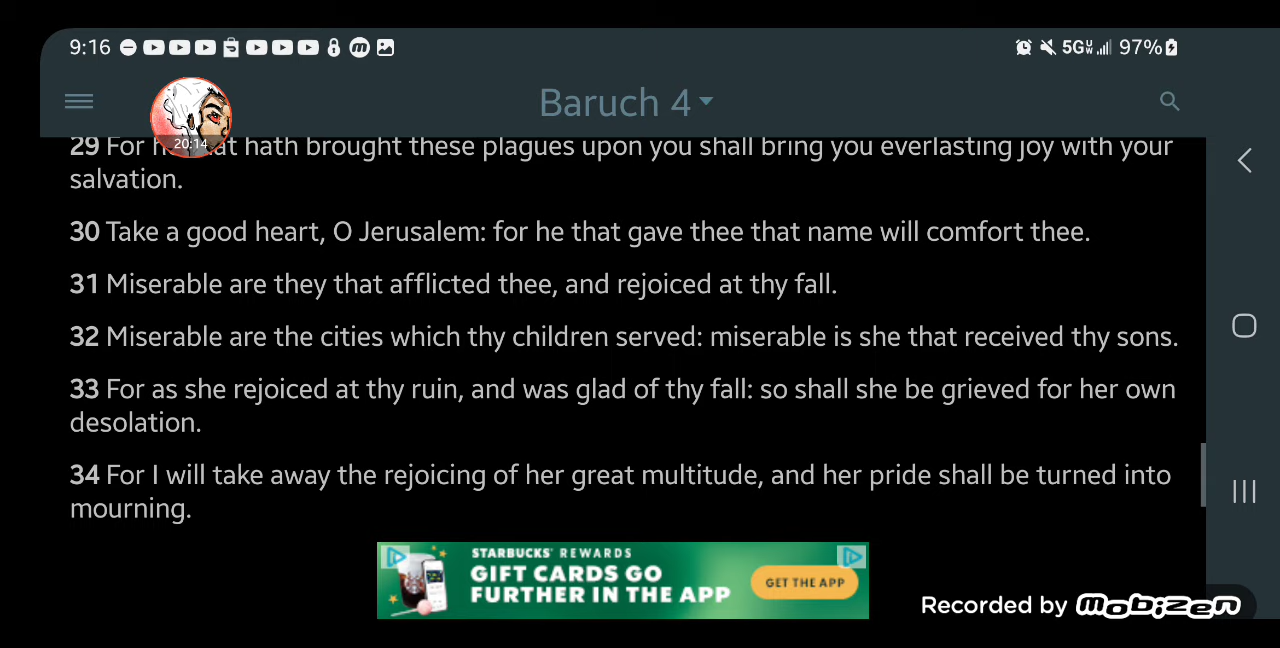 9:16
5G
97%
Baruch 4
20:14
29 For hath brought these plagues upon you shall bring you everlasting joy with your
salvation.
30 Take a good heart, O Jerusalem: for he that gave thee that name will comfort thee.
31 Miserable are they that afflicted thee, and rejoiced at thy fall.
32 Miserable are the cities which thy children served: miserable is she that received thy sons.
33 For as she rejoiced at thy ruin, and was glad of thy fall: so shall she be grieved for her own
desolation.
34 For I will take away the rejoicing of her great multitude, and her pride shall be turned into
mourning.
STARBUCKS® REWARDS
GIFT CARDS GO
FURTHER IN THE APP
GET THE APP
Recorded by mobizen